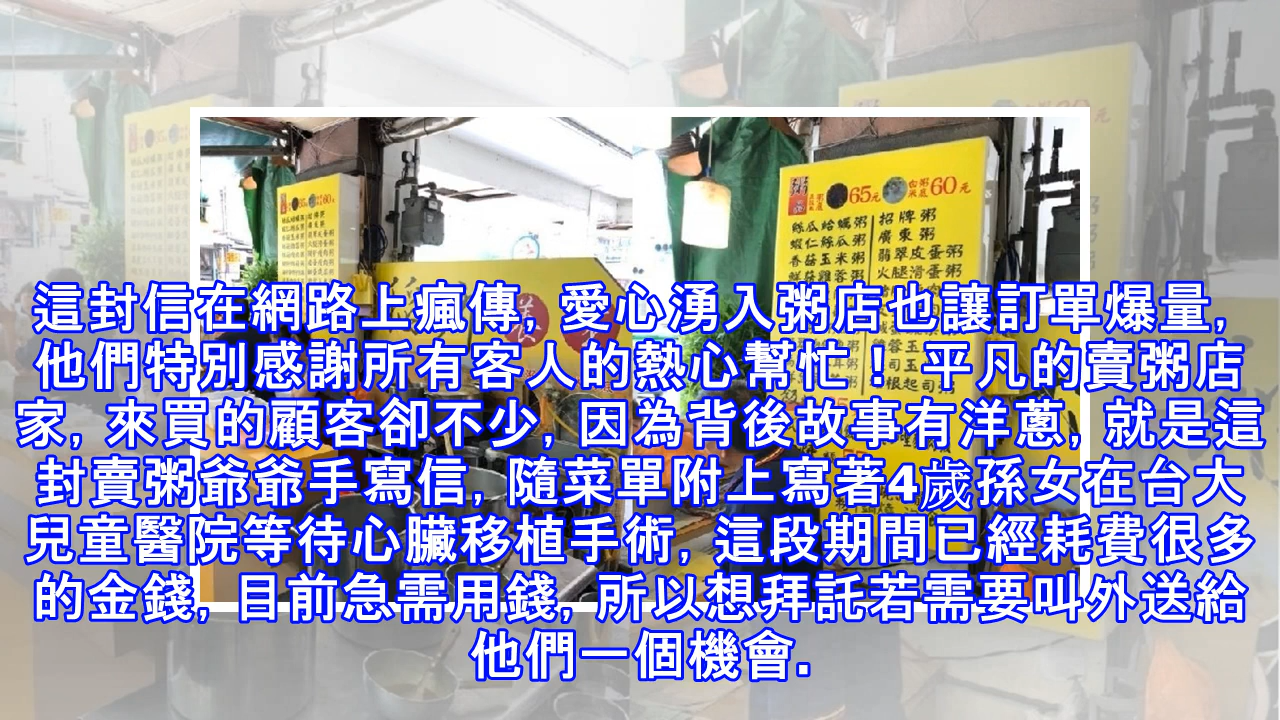 65元
60元
絲瓜蛤蠣粥 招牌粥
蝦仁絲瓜粥 廣東粥
香菇玉米粥 翡翠皮蛋粥
火腿滑蛋粥
這封信在網路上瘋傳, 愛心湧入粥店也讓訂單爆量,
他們特別感謝所有客人的熱心幫忙！ 平凡的賣粥店
家, 來買的顧客卻不少, 因為背後故事有洋蔥, 就是這
封賣粥爺爺手寫信, 隨菜單附上寫著4歲孫女在台大
兒童醫院等待心臟移植手術, 這段期間已經耗費很多
的金錢, 目前急需用錢, 所以想拜託若需要叫外送給
他們一個機會.